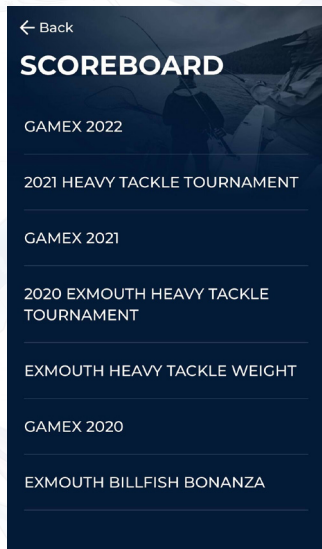 ← Back
SCOREBOARD
GAMEX 2022
2021 HEAVY TACKLE TOURNAMENT
GAMEX 2021
2020 EXMOUTH HEAVY TACKLE
TOURNAMENT
EXMOUTH HEAVY TACKLE WEIGHT
GAMEX 2020
EXMOUTH BILLFISH BONANZA